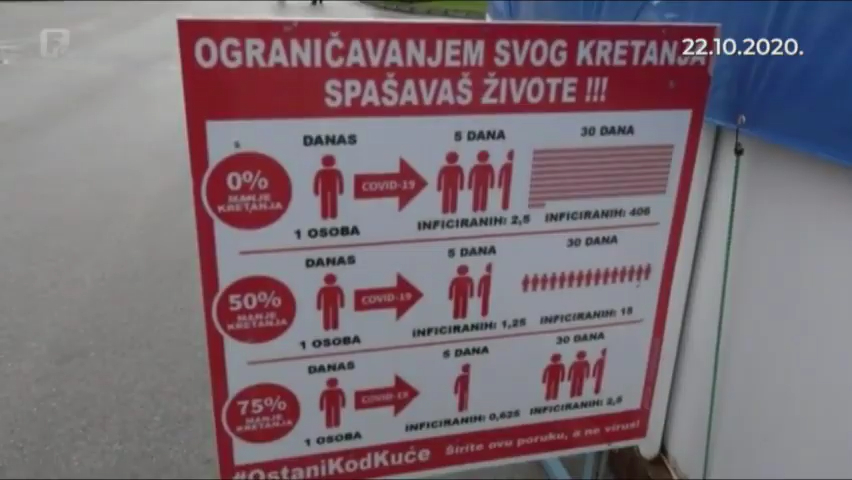 22.10.2020.
OGRANIČAVANJEM SVOG KRETANJA
SPAŠAVAŠ ŽIVOTE !!!
DANAS
5 DANA
30 DANA
0%
MANJE
KRETANJA
COVID-19
1 OSOBA
INFICIRANIH: 2,5
INFICIRANIH: 406
DANAS
5 DANA
30 DANA
50%
MANJE
KRETANJA
COVID-19
1 OSOBA
INFICIRANIH: 1,25
INFICIRANIH: 15
DANAS
5 DANA
30 DANA
75%
MANJE
KRETANJA
COVID-19
1 OSOBA
INFICIRANIH: 0,625
INFICIRANIH: 2,5
#OstaniKodKuće Širite ovu poruku, a ne virus!